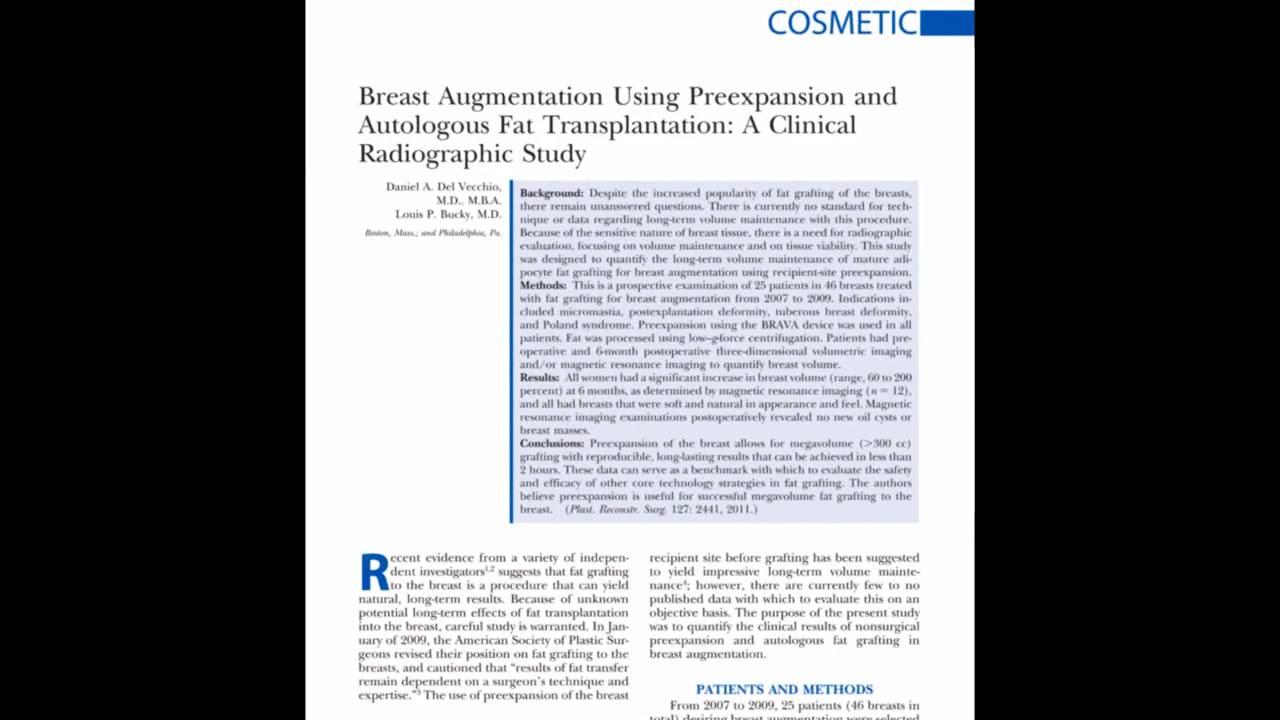 COSMETIC
Breast Augmentation Using Preexpansion and
Autologous Fat Transplantation: A Clinical
Radiographic Study
Daniel A. Del Vecchio,
M.D., M.B.A.
Louis P. Bucky, M.D.
Boston, Mass.; and Philadelphia, Pa.
Background: Despite the increased popularity of fat grafting of the breasts,
there remain unanswered questions. There is currently no standard for tech-
nique or data regarding long-term volume maintenance with this procedure.
Because of the sensitive nature of breast tissue, there is a need for radiographic
evaluation, focusing on volume maintenance and on tissue viability. This study
was designed to quantify the long-term volume maintenance of mature adi-
pocyte fat grafting for breast augmentation using recipient-site preexpansion.
Methods: This is a prospective examination of 25 patients in 46 breasts treated
with fat grafting for breast augmentation from 2007 to 2009. Indications in-
cluded micromastia, postexplantation deformity, tuberous breast deformity,
and Poland syndrome. Preexpansion using the BRAVA device was used in all
patients. Fat was processed using low–g-force centrifugation. Patients had pre-
operative and 6-month postoperative three-dimensional volumetric imaging
and/or magnetic resonance imaging to quantify breast volume.
Results: All women had a significant increase in breast volume (range, 60 to 200
percent) at 6 months, as determined by magnetic resonance imaging (n = 12),
and all had breasts that were soft and natural in appearance and feel. Magnetic
resonance imaging examinations postoperatively revealed no new oil cysts or
breast masses.
Conclusions: Preexpansion of the breast allows for megavolume (>300 cc)
grafting with reproducible, long-lasting results that can be achieved in less than
2 hours. These data can serve as a benchmark with which to evaluate the safety
and efficacy of other core technology strategies in fat grafting. The authors
believe preexpansion is useful for successful megavolume fat grafting to the
breast. (Plast. Reconstr. Surg. 127: 2441, 2011.)
Recent evidence from a variety of indepen-
dent investigators1,2 suggests that fat grafting
to the breast is a procedure that can yield
natural, long-term results. Because of unknown
potential long-term effects of fat transplantation
into the breast, careful study is warranted. In Jan-
uary of 2009, the American Society of Plastic Sur-
geons revised their position on fat grafting to the
breasts, and cautioned that “results of fat transfer
remain dependent on a surgeon’s technique and
expertise.”3 The use of preexpansion of the breast
recipient site before grafting has been suggested
to yield impressive long-term volume mainte-
nance4; however, there are currently few to no
published data with which to evaluate this on an
objective basis. The purpose of the present study
was to quantify the clinical results of nonsurgical
preexpansion and autologous fat grafting in
breast augmentation.
PATIENTS AND METHODS
From 2007 to 2009, 25 patients (46 breasts in
total) desiring breast augmentation were selected